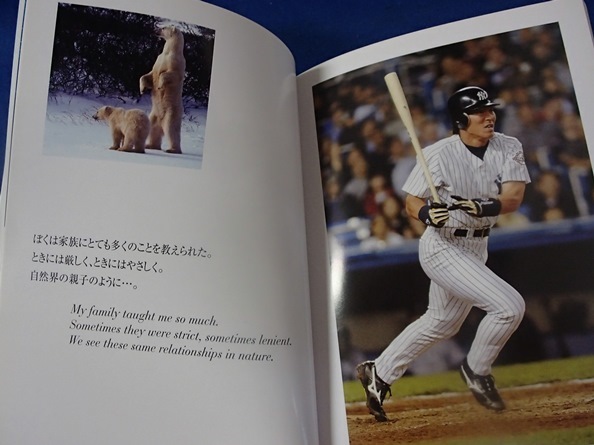 ぼくは家族にとても多くのことを教えられた。
ときには厳しく、ときにはやさしく。
自然界の親子のように…。
My family taught me so much.
Sometimes they were strict, sometimes lenient.
We see these same relationships in nature.
NY